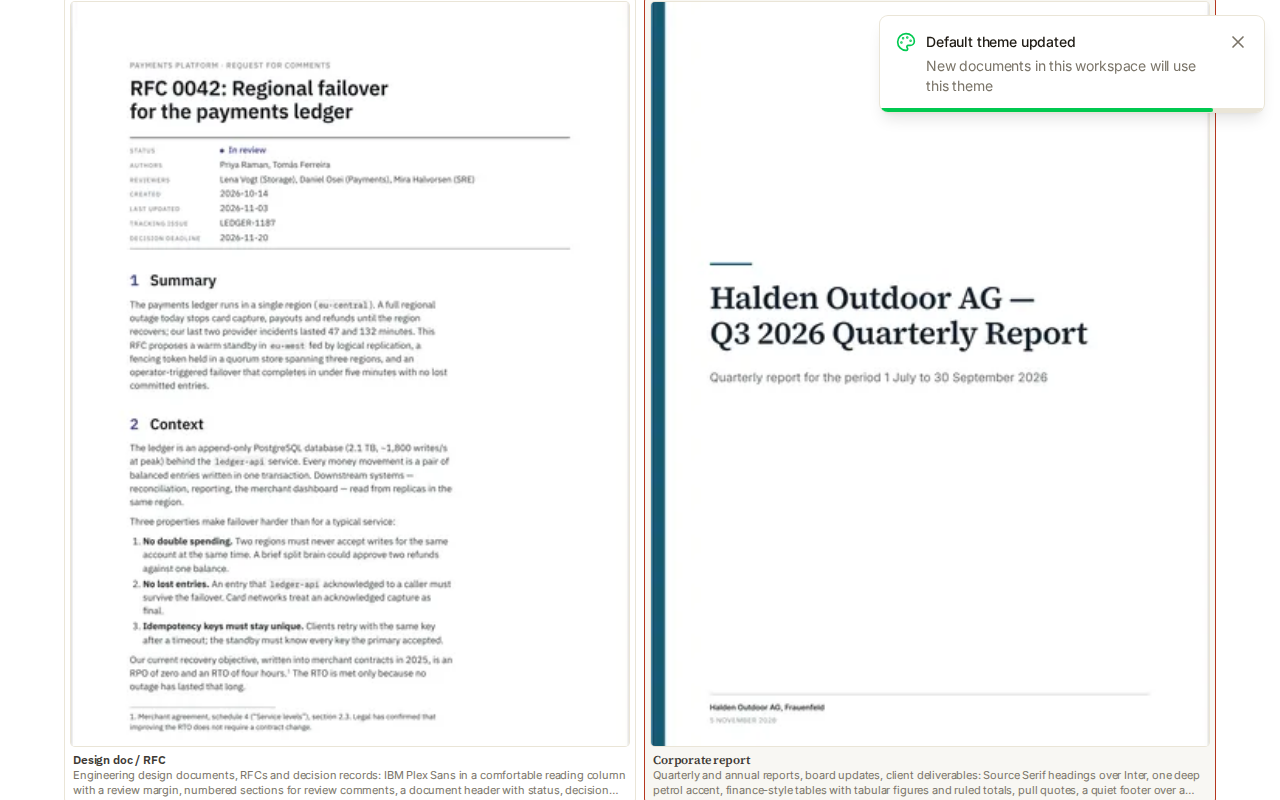 PAYMENTS PLATFORM · REQUEST FOR COMMENTS
RFC 0042: Regional failover
for the payments ledger
STATUS
• In review
AUTHORS
Priya Raman, Tomás Ferreira
REVIEWERS
Lena Vogt (Storage), Daniel Osei (Payments), Mira Halvorsen (SRE)
CREATED
2026-10-14
LAST UPDATED
2026-11-03
TRACKING ISSUE
LEDGER-1187
DECISION DEADLINE
2026-11-20
1 Summary
The payments ledger runs in a single region (eu-central). A full regional
outage today stops card capture, payouts and refunds until the region
recovers; our last two provider incidents lasted 47 and 132 minutes. This
RFC proposes a warm standby in eu-west fed by logical replication, a
fencing token held in a quorum store spanning three regions, and an
operator-triggered failover that completes in under five minutes with no lost
committed entries.
2 Context
The ledger is an append-only PostgreSQL database (2.1 TB, ~1,800 writes/s
at peak) behind the ledger-api service. Every money movement is a pair of
balanced entries written in one transaction. Downstream systems —
reconciliation, reporting, the merchant dashboard — read from replicas in the
same region.
Three properties make failover harder than for a typical service:
1. No double spending. Two regions must never accept writes for the same
account at the same time. A brief split brain could approve two refunds
against one balance.
2. No lost entries. An entry that ledger-api acknowledged to a caller must
survive the failover. Card networks treat an acknowledged capture as
final.
3. Idempotency keys must stay unique. Clients retry with the same key
after a timeout; the standby must know every key the primary accepted.
Our current recovery objective, written into merchant contracts in 2025, is an
RPO of zero and an RTO of four hours.¹ The RTO is met only because no
outage has lasted that long.
1. Merchant agreement, schedule 4 ("Service levels"), section 2.3. Legal has confirmed that
improving the RTO does not require a contract change.
Design doc / RFC
Engineering design documents, RFCs and decision records: IBM Plex Sans in a comfortable reading column
with a review margin, numbered sections for review comments, a document header with status, decision...
Halden Outdoor AG —
Q3 2026 Quarterly Report
Quarterly report for the period 1 July to 30 September 2026
Halden Outdoor AG, Frauenfeld
5 NOVEMBER 2026
Corporate report
Quarterly and annual reports, board updates, client deliverables: Source Serif headings over Inter, one deep
petrol accent, finance-style tables with tabular figures and ruled totals, pull quotes, a quiet footer over a...
Default theme updated
New documents in this workspace will use
this theme